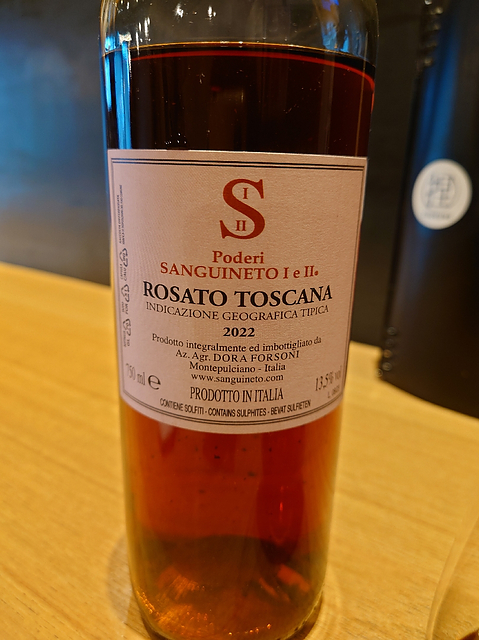 S
I
II
Poderi
SANGUINETO I e II.
ROSATO TOSCANA
INDICAZIONE GEOGRAFICA TIPICA
2022
Prodotto integralmente ed imbottigliato da
Az. Agr. DORA FORSONI
Montepulciano - Italia
www.sanguineto.com
750 ml e
13,5% vol
PRODOTTO IN ITALIA
CONTIENE SOLFITI - CONTAINS SULPHITES - BEVAT SULFIETEN